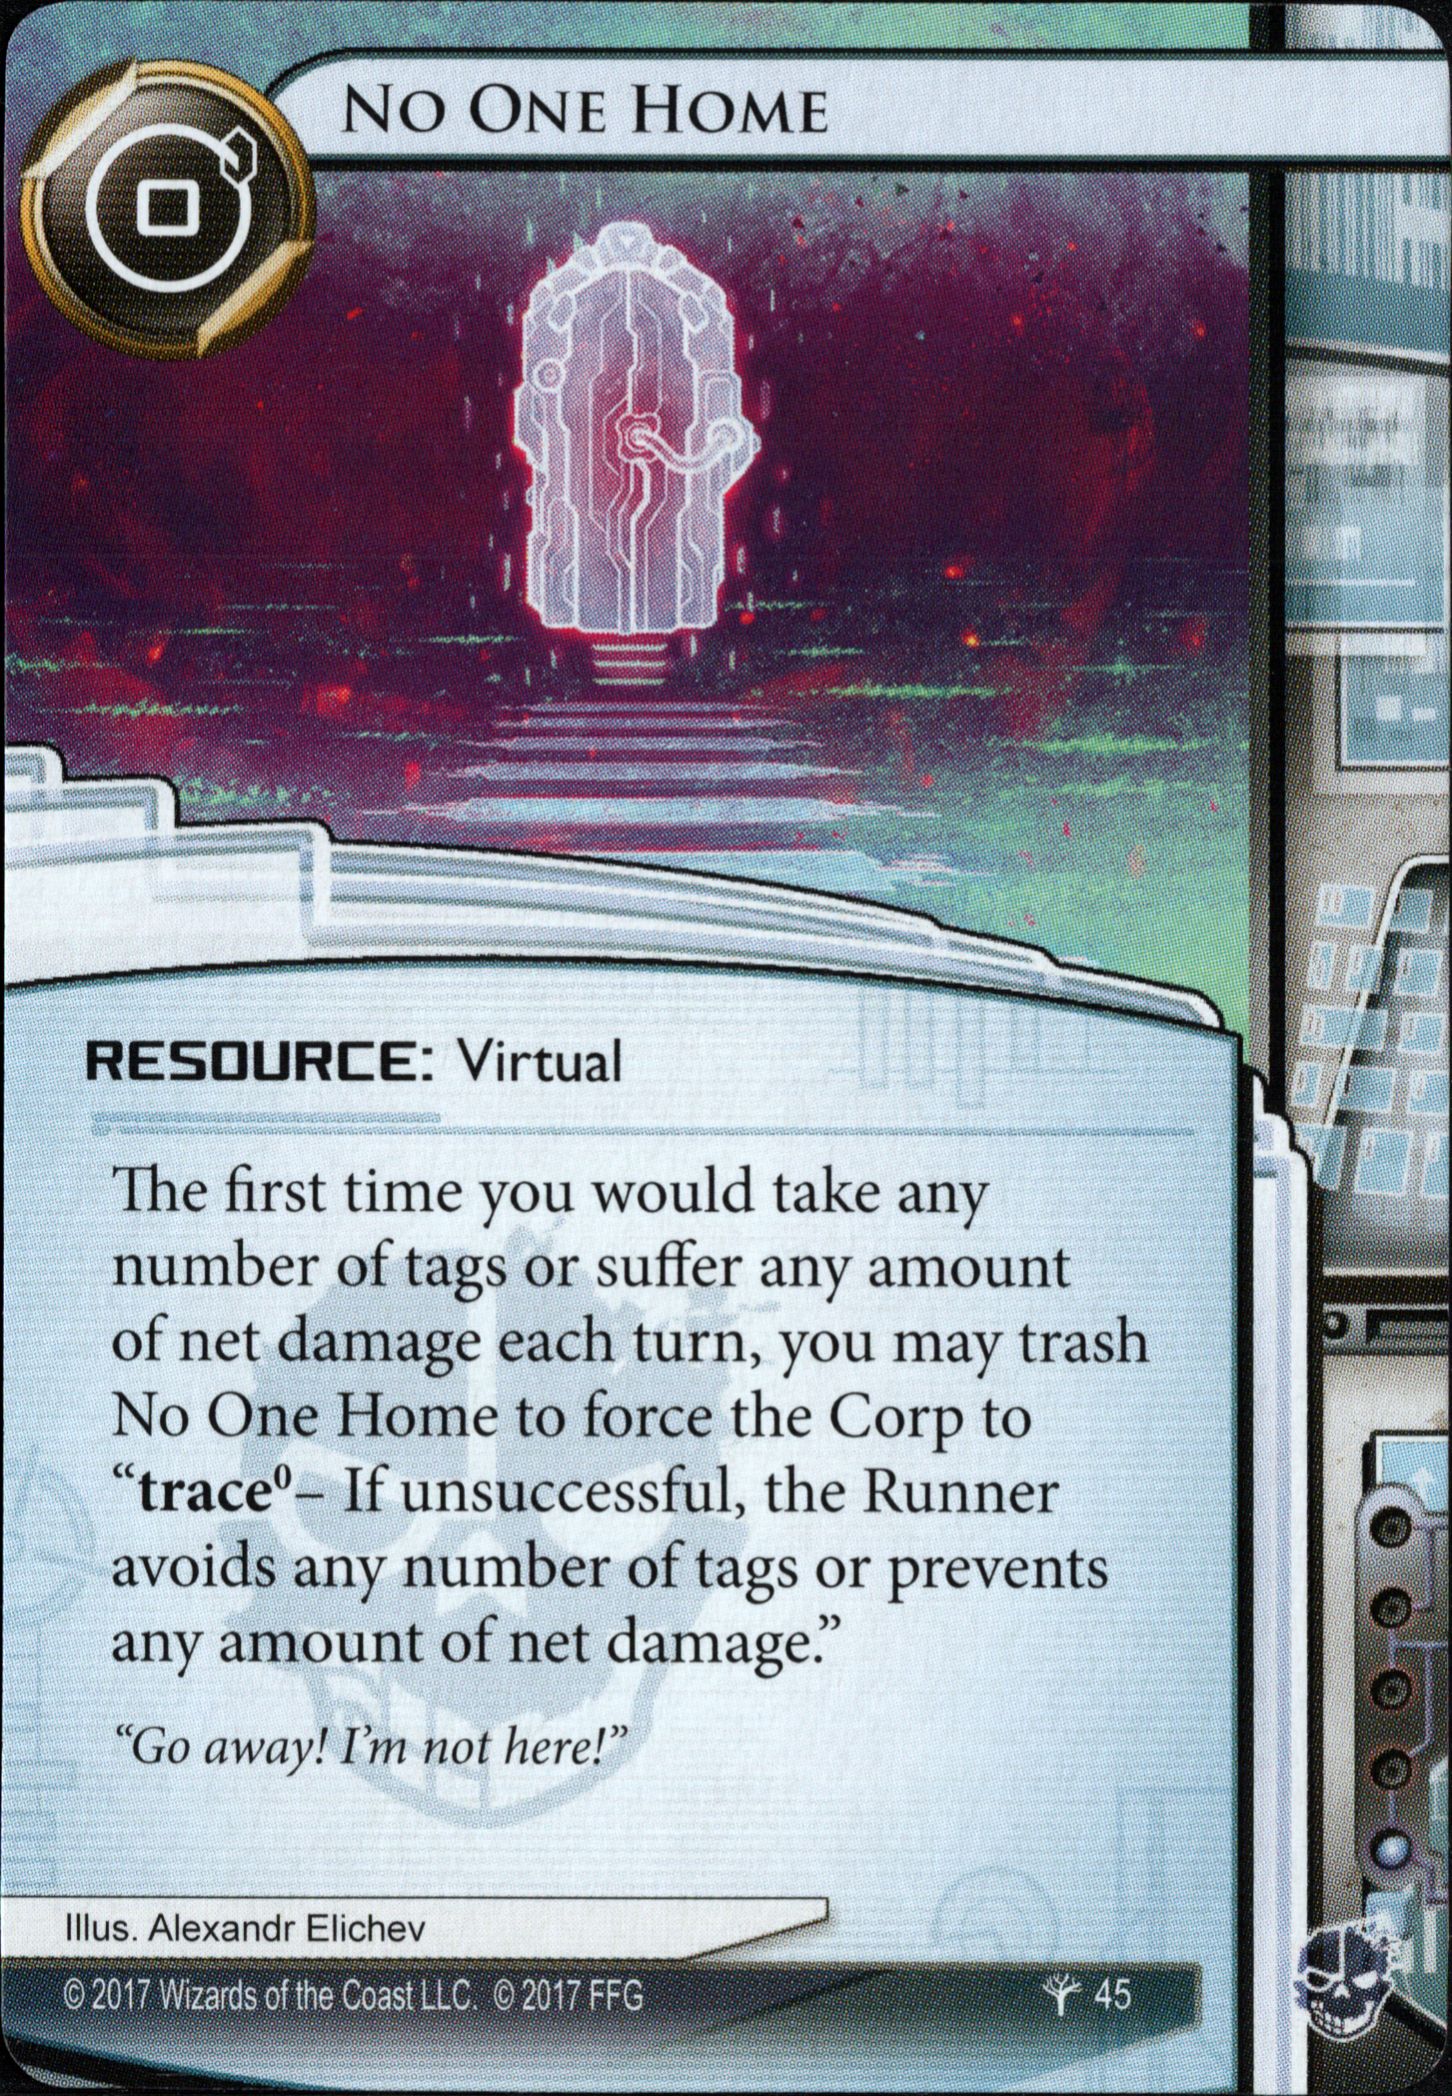 0
NO ONE HOME
RESOURCE: Virtual
The first time you would take any
number of tags or suffer any amount
of net damage each turn, you may trash
No One Home to force the Corp to
“trace⁰– If unsuccessful, the Runner
avoids any number of tags or prevents
any amount of net damage.”
“Go away! I’m not here!”
Illus. Alexandr Elichev
© 2017 Wizards of the Coast LLC. © 2017 FFG
45